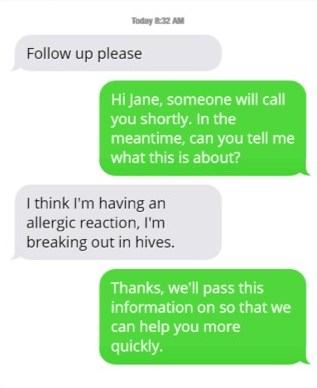 Today 8:32 AM
Follow up please
Hi Jane, someone will call
you shortly. In the
meantime, can you tell me
what this is about?
I think I'm having an
allergic reaction, I'm
breaking out in hives.
Thanks, we'll pass this
information on so that we
can help you more
quickly.